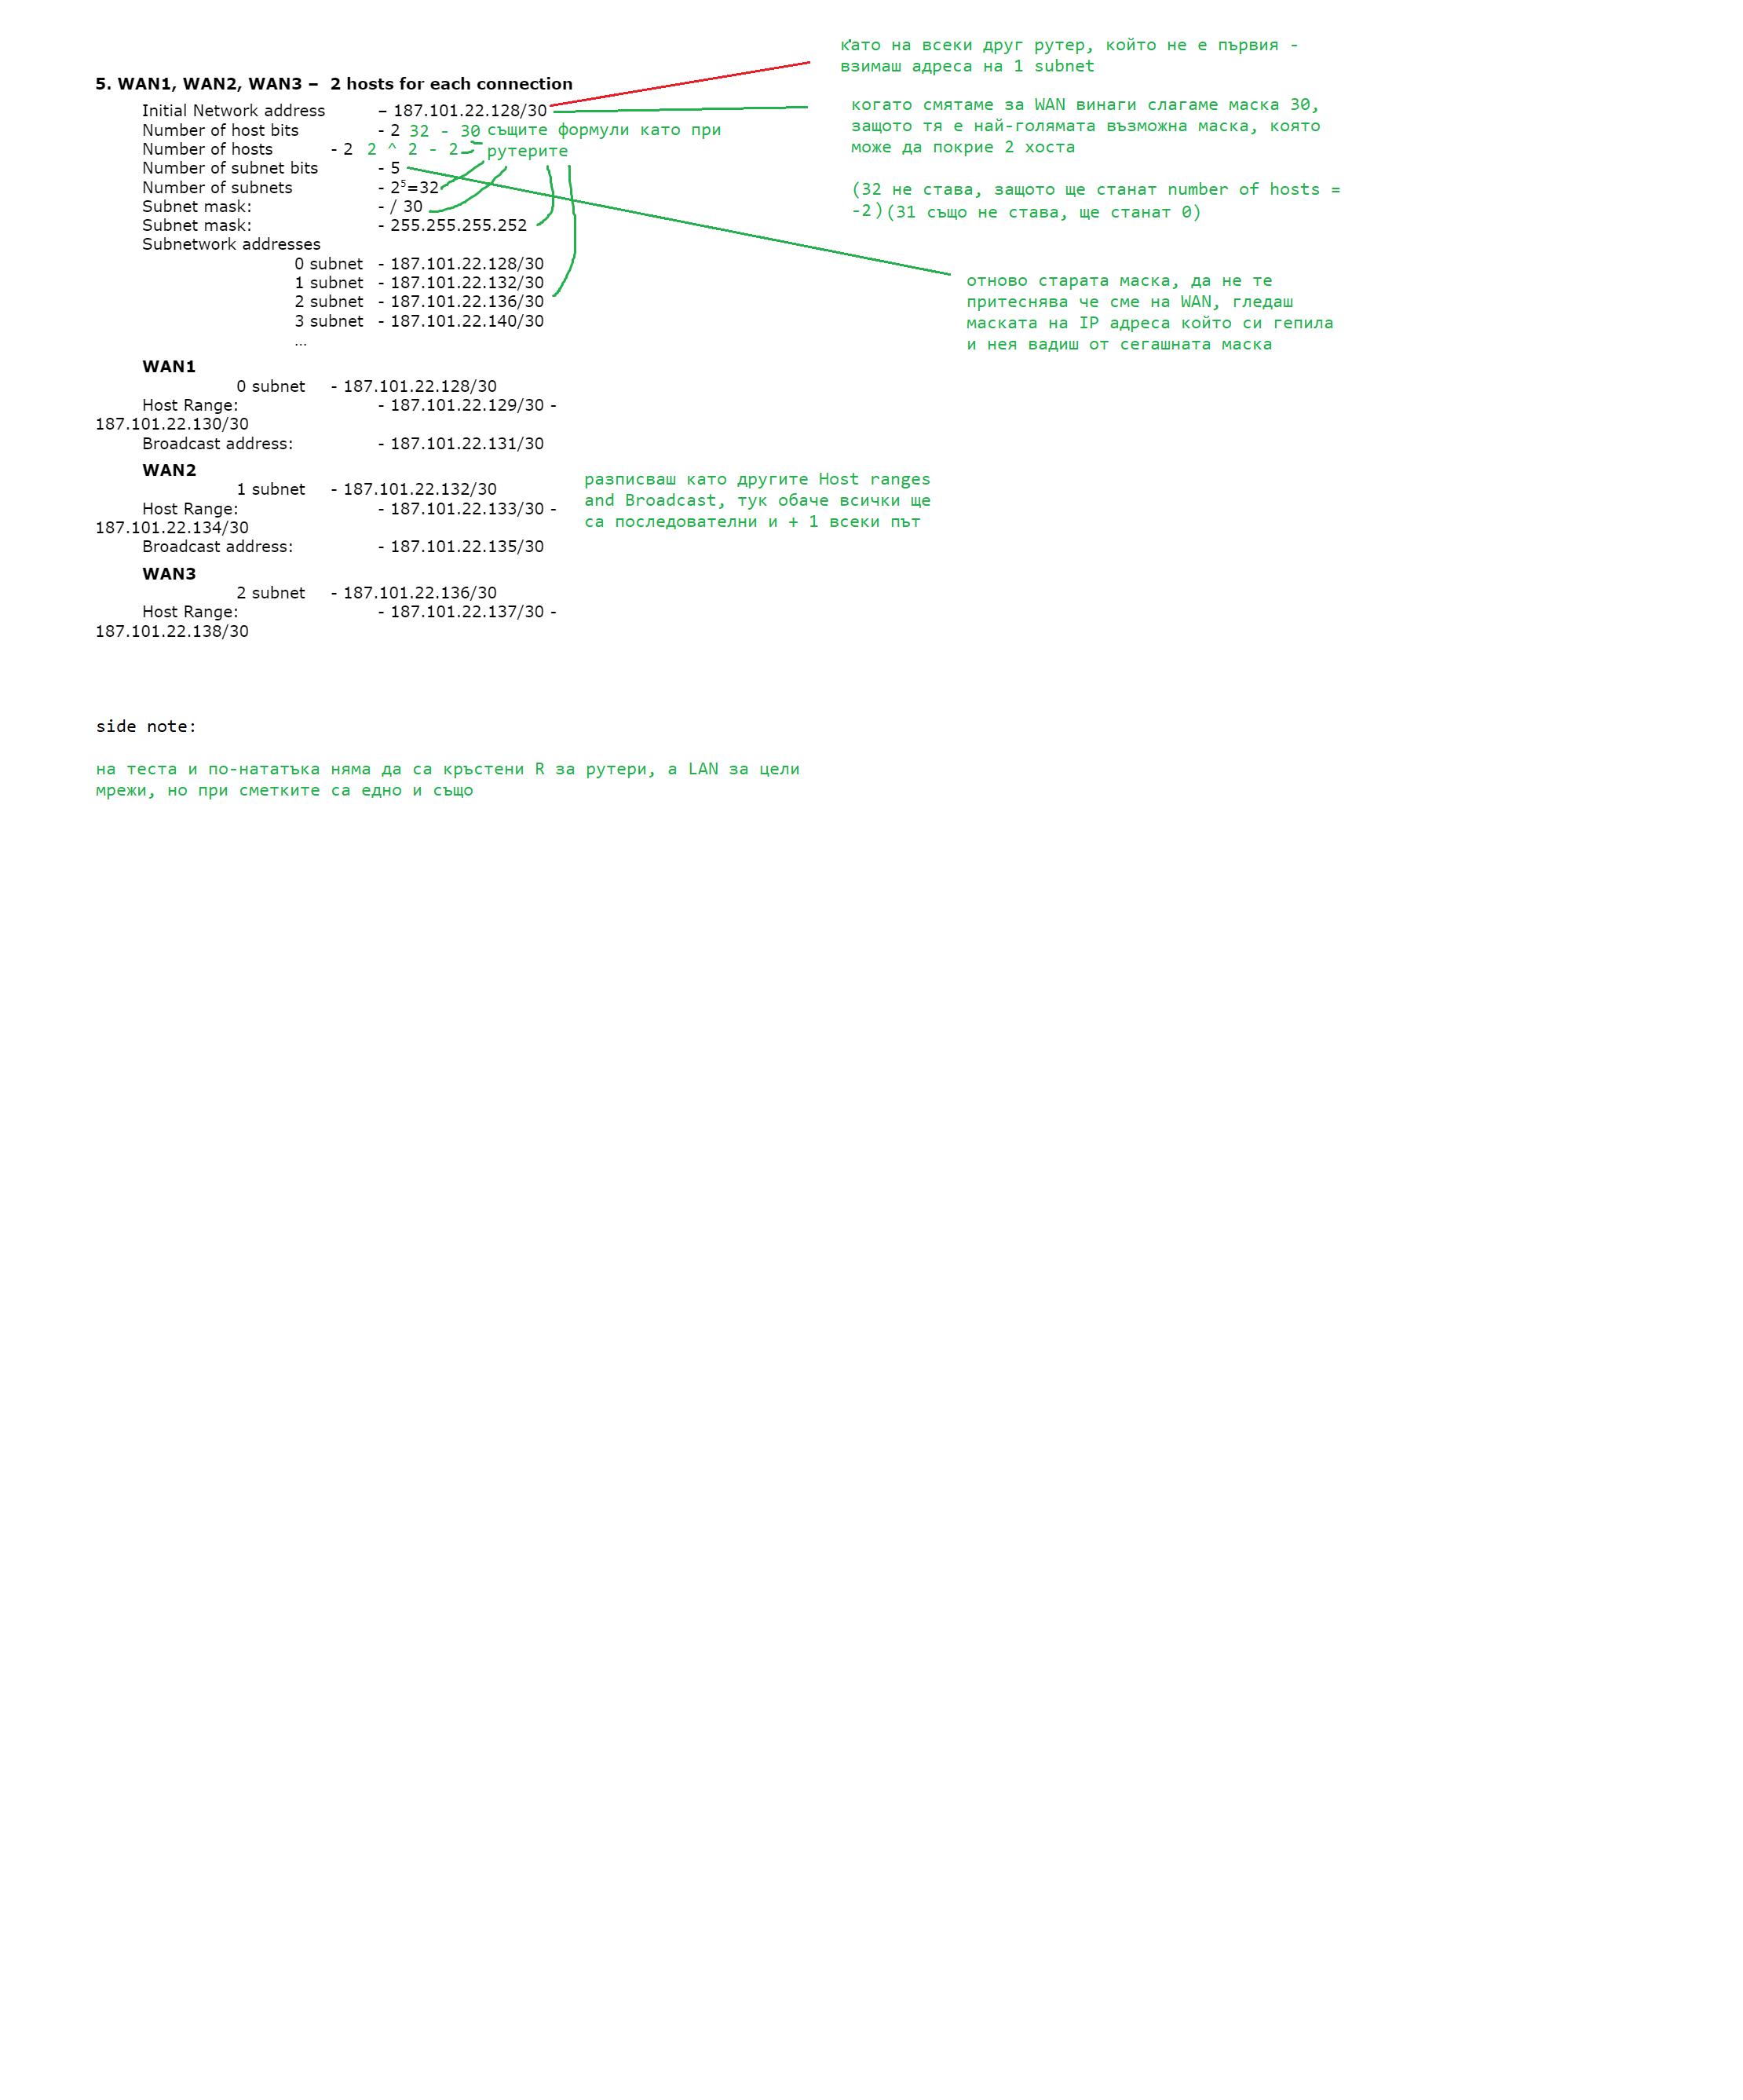 като на всеки друг рутер, който не е първия -
взимаш адреса на 1 subnet
5. WAN1, WAN2, WAN3 – 2 hosts for each connection
Initial Network address – 187.101.22.128/30
когато смятаме за WAN винаги слагаме маска 30,
защото тя е най-голямата възможна маска, която
може да покрие 2 хоста
(32 не става, защото ще станат number of hosts =
-2)(31 също не става, ще станат 0)
Number of host bits - 2 32 - 30
същите формули като при
рутерите
Number of hosts - 2 2 ^ 2 - 2
Number of subnet bits - 5
Number of subnets - 2⁵=32
Subnet mask: - / 30
Subnet mask: - 255.255.255.252
Subnetwork addresses
0 subnet - 187.101.22.128/30
1 subnet - 187.101.22.132/30
2 subnet - 187.101.22.136/30
3 subnet - 187.101.22.140/30
...
отново старата маска, да не те
притеснява че сме на WAN, гледаш
маската на IP адреса който си гепила
и нея вадиш от сегашната маска
WAN1
0 subnet - 187.101.22.128/30
Host Range: - 187.101.22.129/30 -
187.101.22.130/30
Broadcast address: - 187.101.22.131/30
WAN2
1 subnet - 187.101.22.132/30
Host Range: - 187.101.22.133/30 -
187.101.22.134/30
Broadcast address: - 187.101.22.135/30
разписваш като другите Host ranges
and Broadcast, тук обаче всички ще
са последователни и + 1 всеки път
WAN3
2 subnet - 187.101.22.136/30
Host Range: - 187.101.22.137/30 -
187.101.22.138/30
side note:
на теста и по-нататъка няма да са кръстени R за рутери, а LAN за цели
мрежи, но при сметките са едно и също